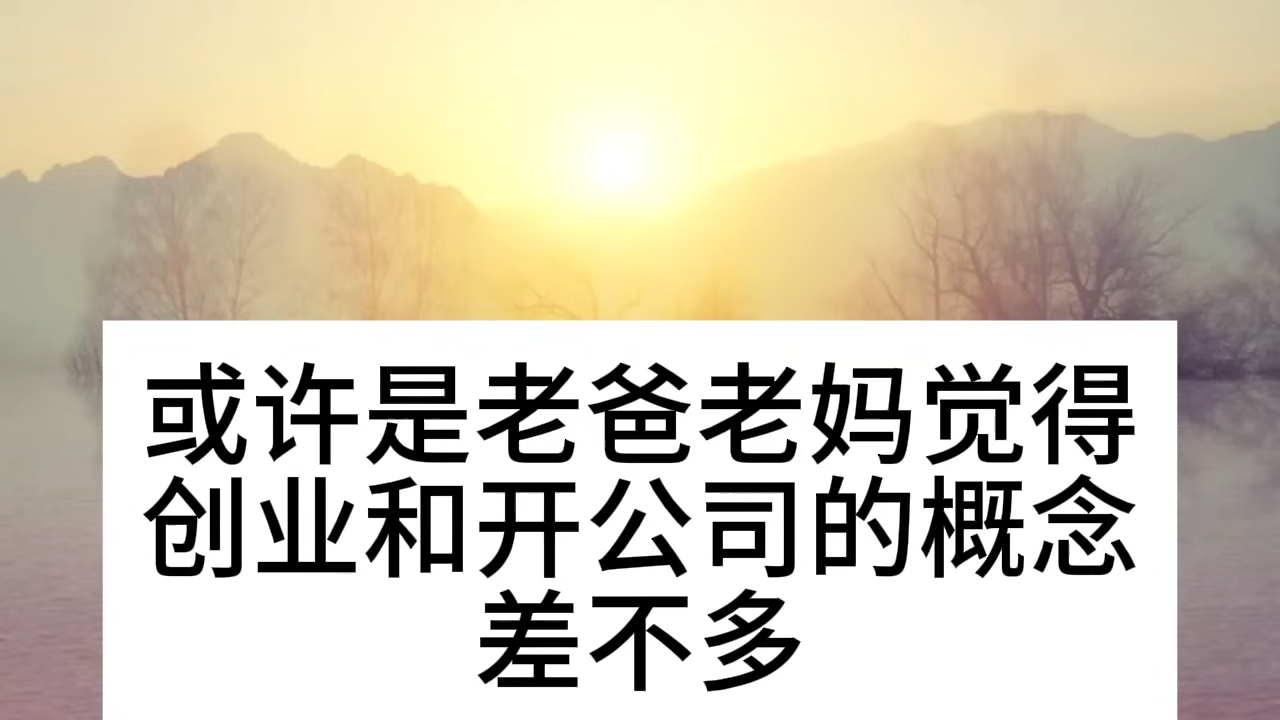 或许是老爸老妈觉得
创业和开公司的概念
差不多